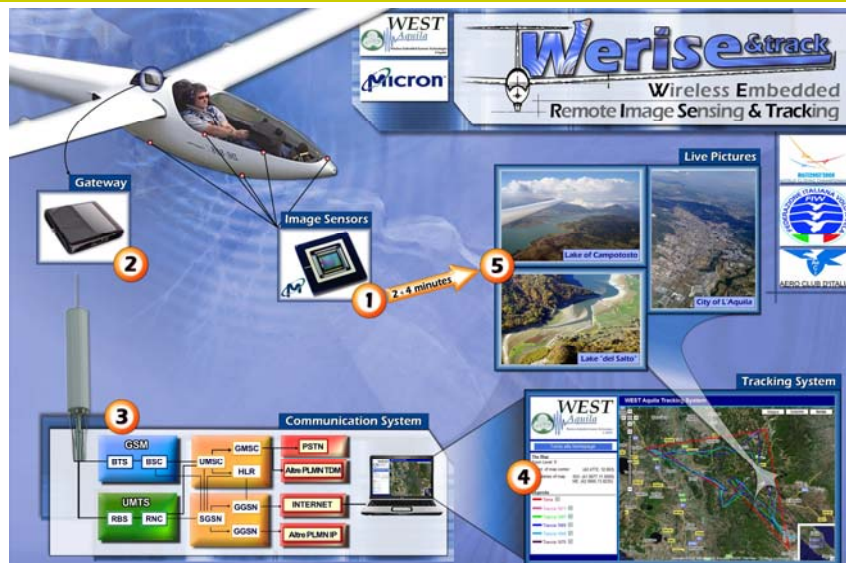 WEST
Aquila
Micron
Werise & track
Wireless Embedded
Remote Image Sensing & Tracking
Live Pictures
Gateway
2
Image Sensors
1
2 - 4 minutes
5
Lake of Campotosto
City of L'Aquila
Lake "del Salto"
AERO CLUB D'ITALIA
3
Communication System
GSM
BTS
BSC
UMTS
RBS
RNC
UMSC
GMSC
HLR
SGSN
GGSN
GGSN
PSTN
Altre PLMN TDM
INTERNET
Altre PLMN IP
Tracking System
4
WEST
Aquila
WEST Aquila Tracking System
The Map